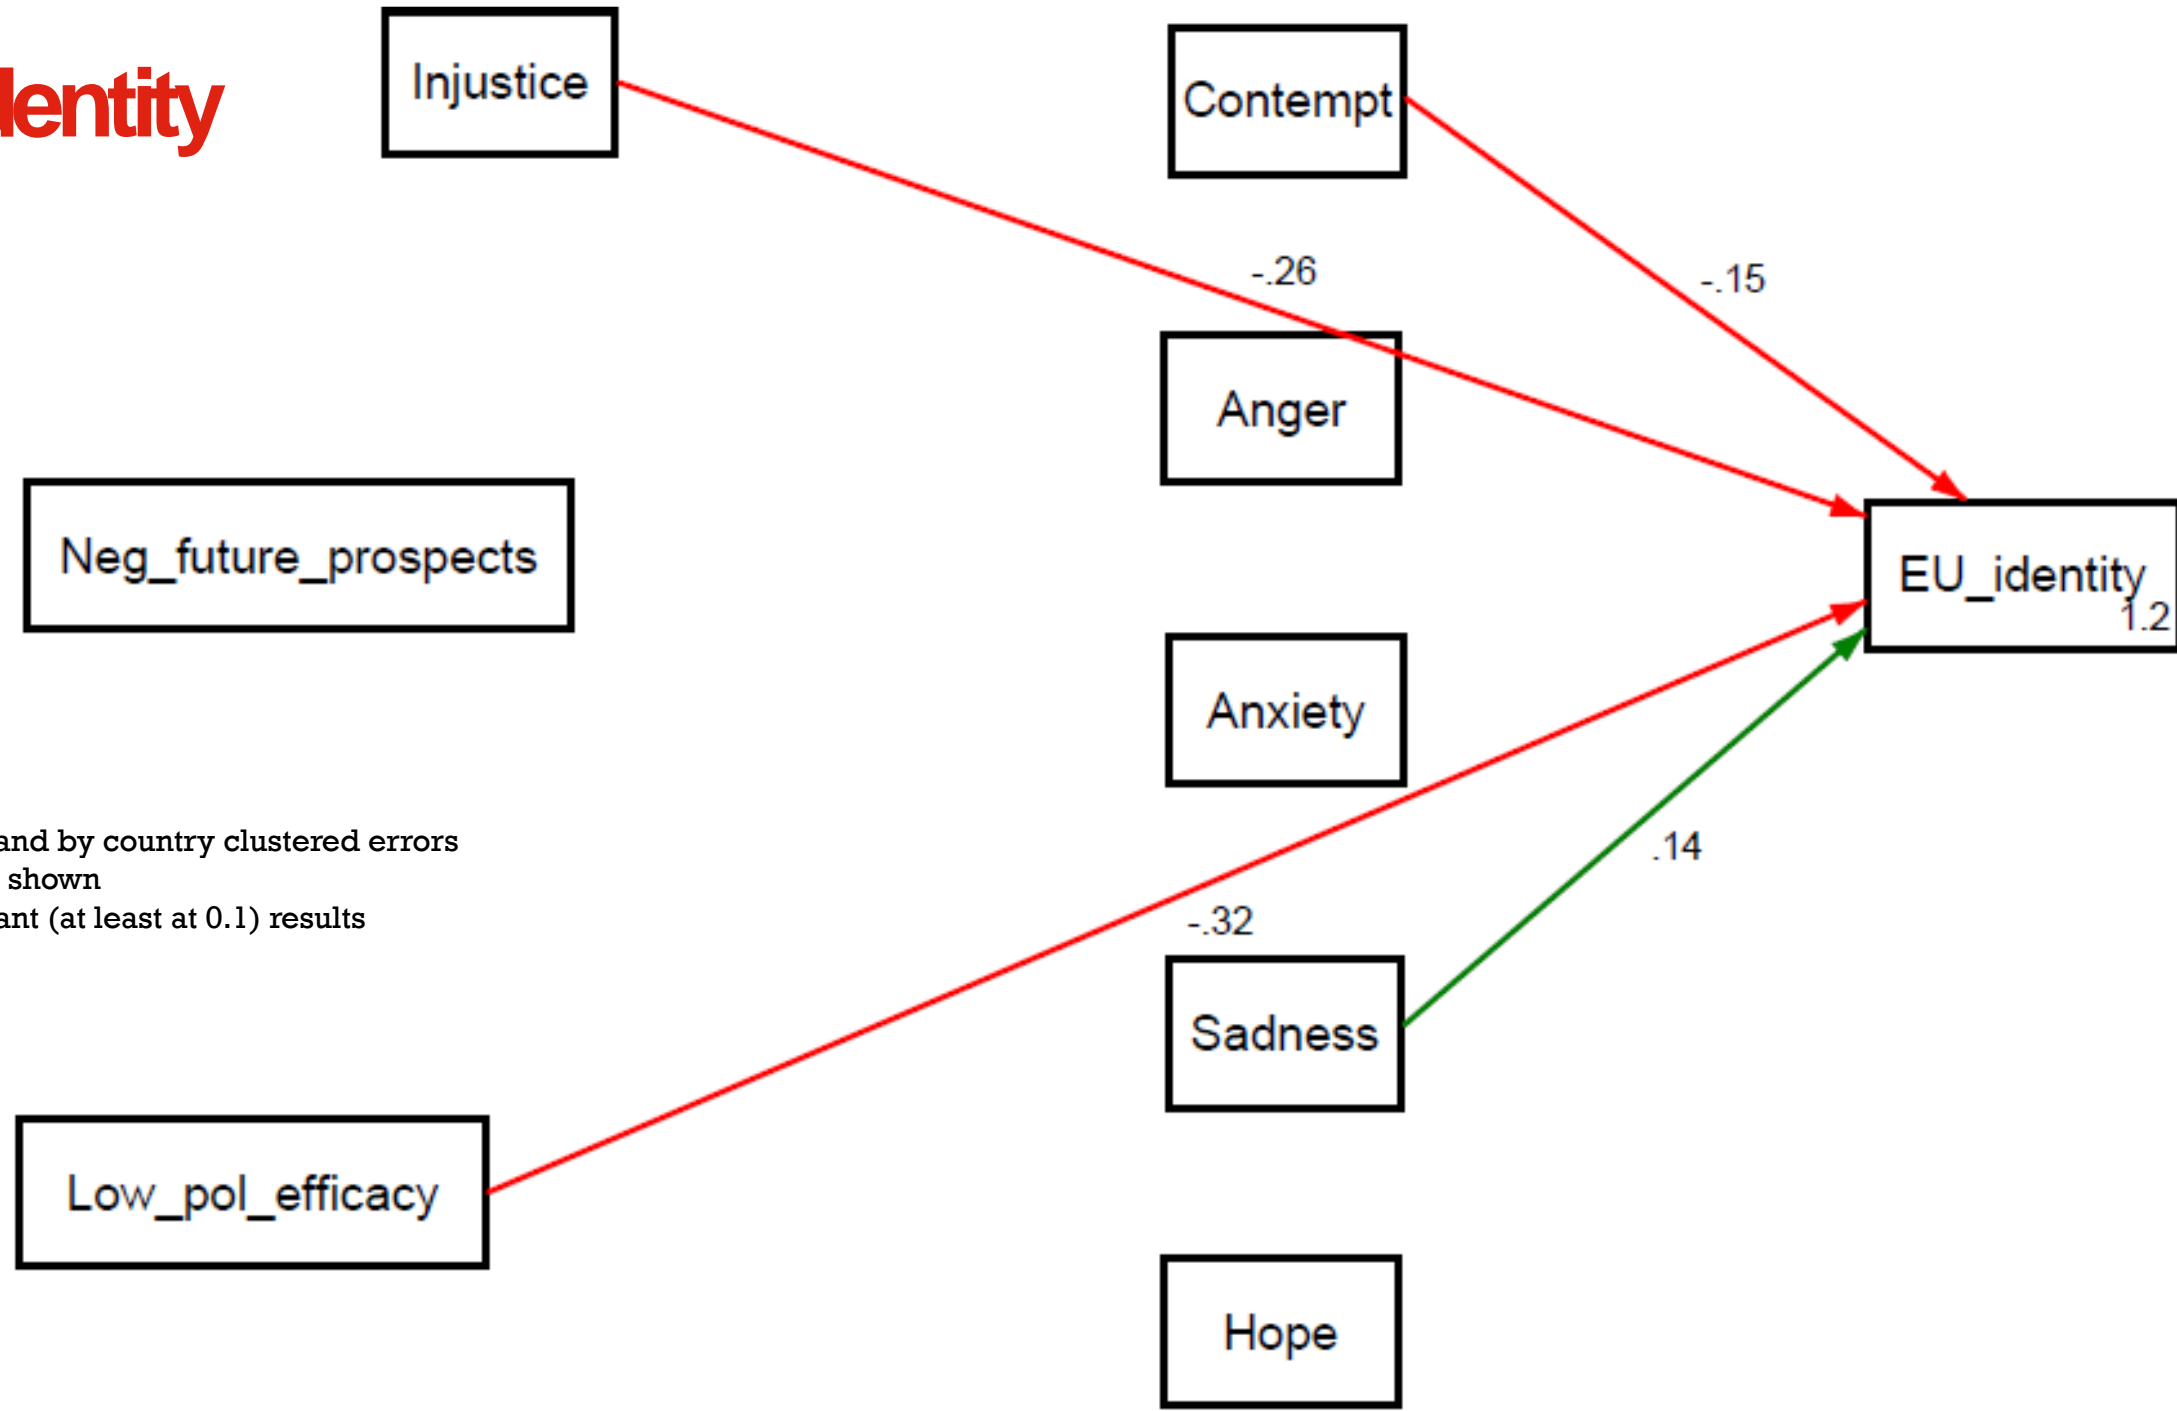 dentity
Injustice
Contempt
-.26
-.15
Anger
Neg_future_prospects
EU_identity
1.2
Anxiety
and by country clustered errors
shown
ant (at least at 0.1) results
.14
-.32
Sadness
Low_pol_efficacy
Hope